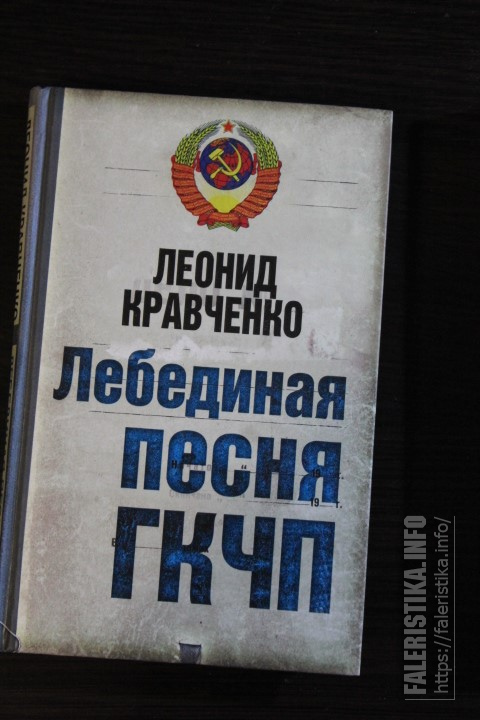 ЛЕОНИД
КРАВЧЕНКО
Лебединая
песня
ГКЧП
FALERISTIKA.INFO
https://faleristika.info/